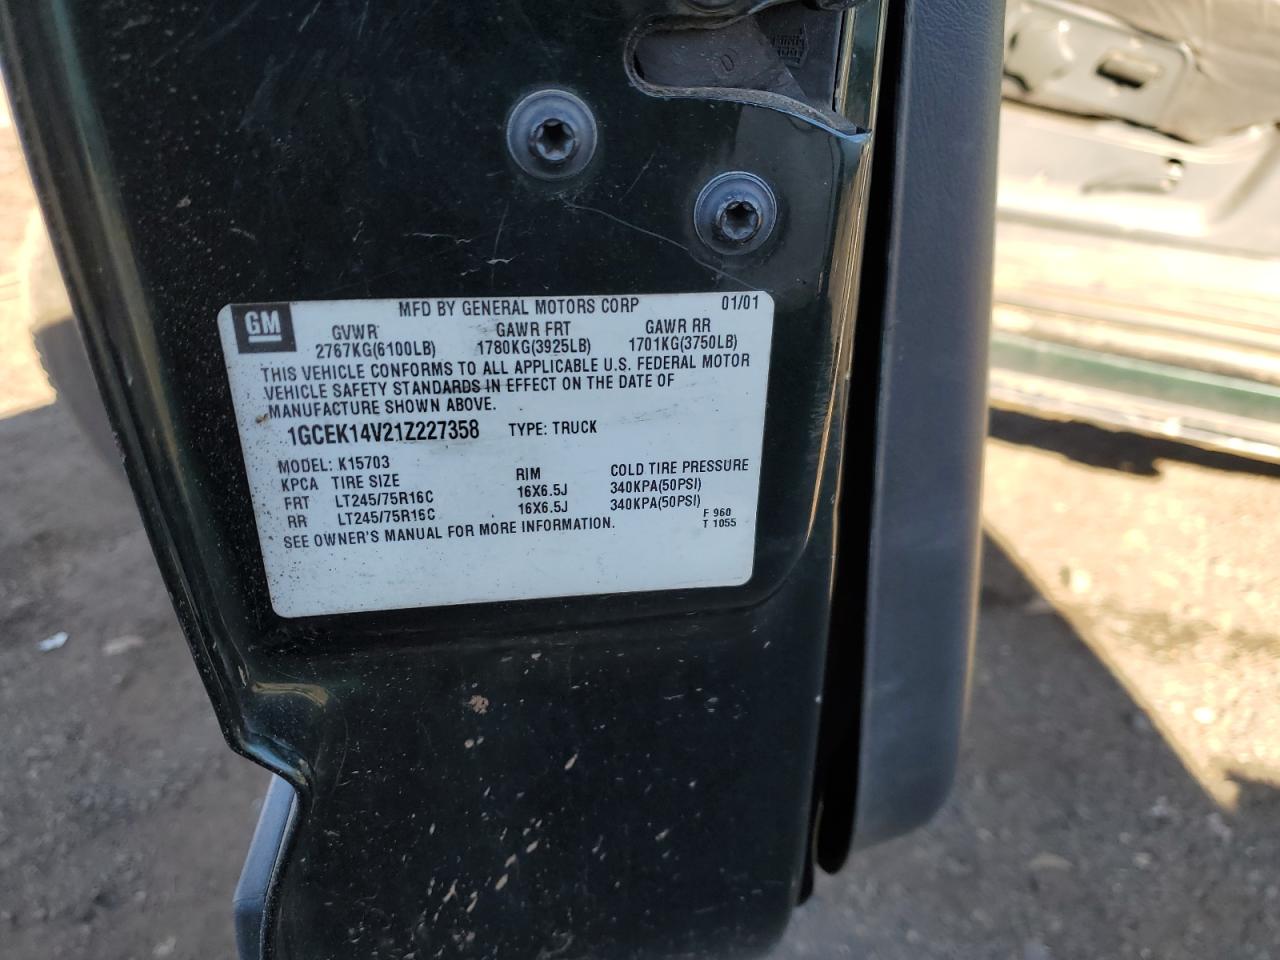 GM
MFD BY GENERAL MOTORS CORP 01/01
GVWR GAWR FRT GAWR RR
2767KG(6100LB) 1780KG(3925LB) 1701KG(3750LB)
THIS VEHICLE CONFORMS TO ALL APPLICABLE U.S. FEDERAL MOTOR
VEHICLE SAFETY STANDARDS IN EFFECT ON THE DATE OF
MANUFACTURE SHOWN ABOVE.
1GCEK14V21Z227358 TYPE: TRUCK
MODEL: K15703
KPCA TIRE SIZE RIM COLD TIRE PRESSURE
FRT LT245/75R16C 16X6.5J 340KPA(50PSI)
RR LT245/75R16C 16X6.5J 340KPA(50PSI)
SEE OWNER'S MANUAL FOR MORE INFORMATION.
F 960
T 1055